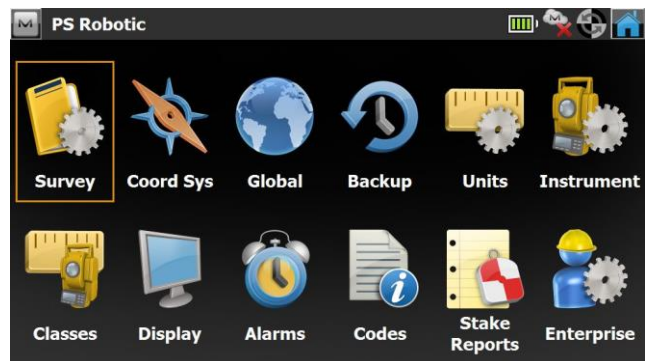 PS Robotic
Survey Coord Sys Global Backup Units Instrument
Classes Display Alarms Codes Stake Reports Enterprise